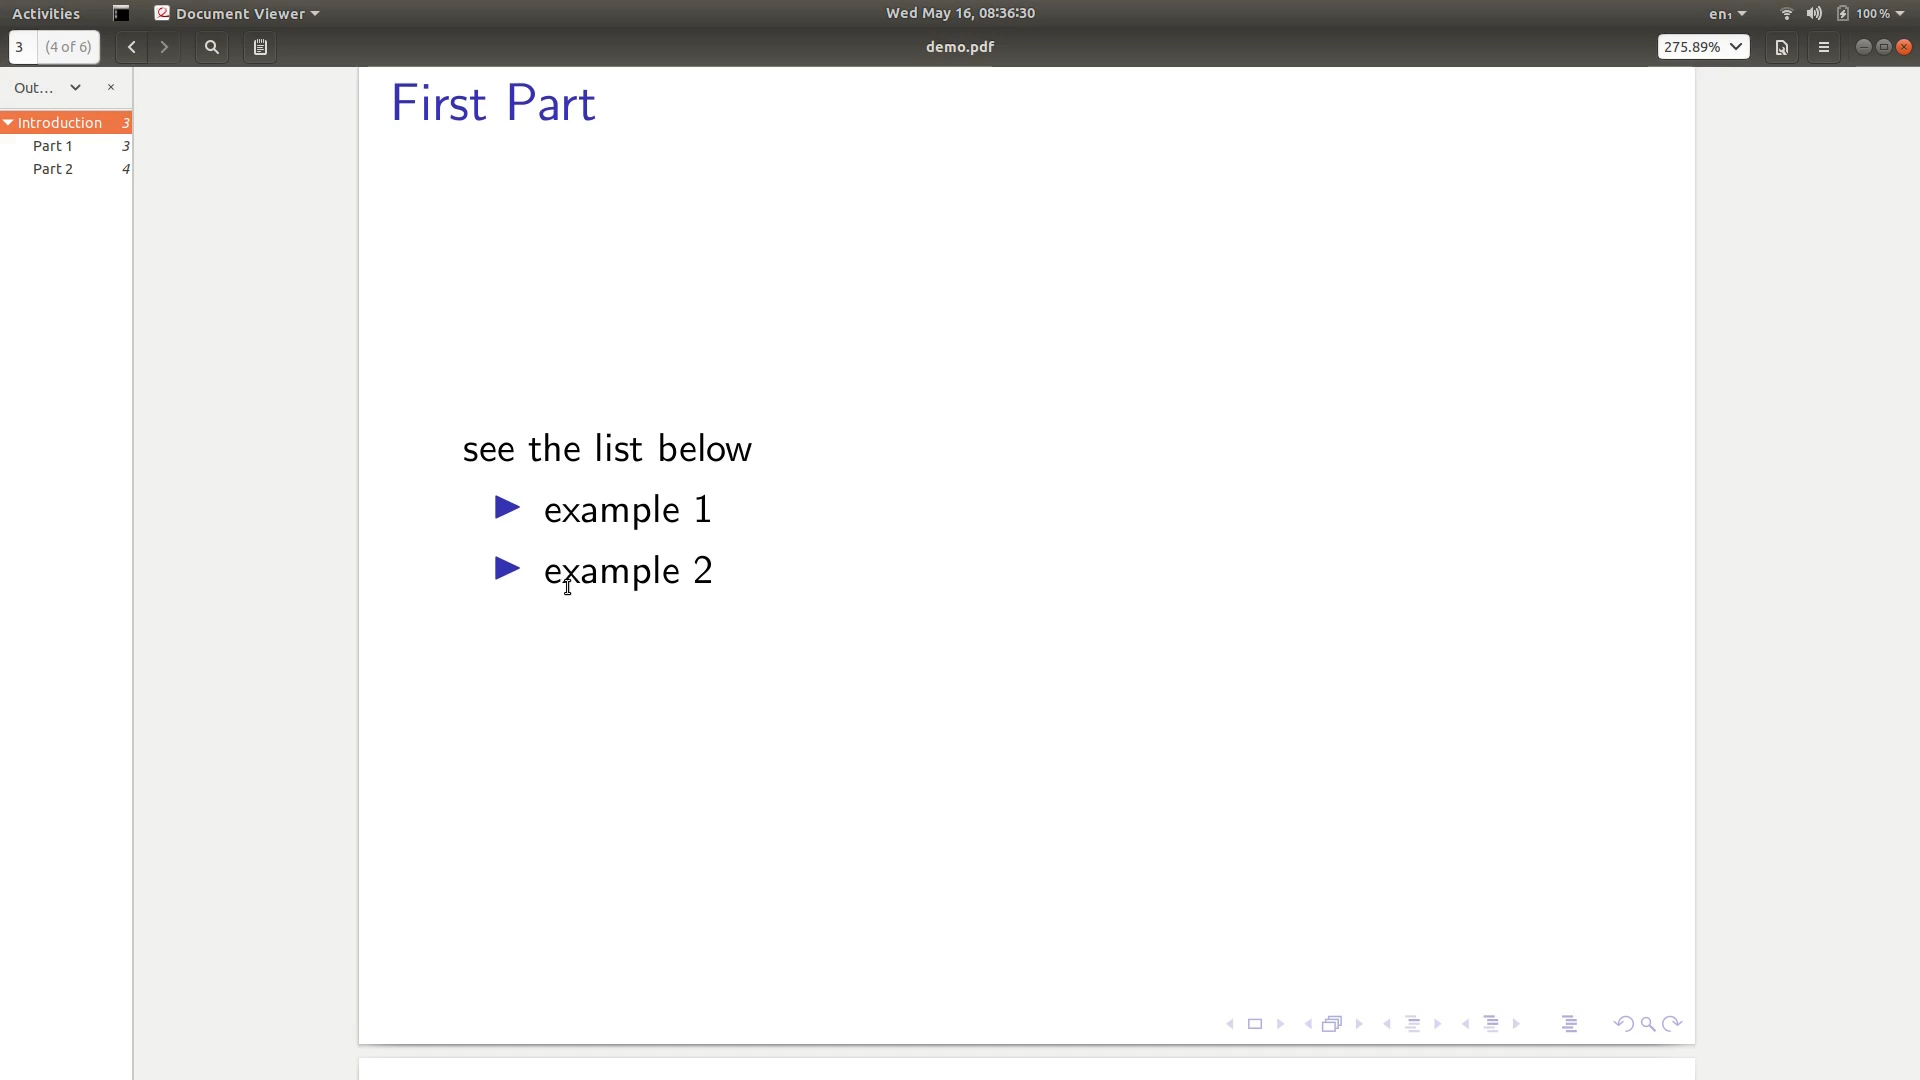 Activities Document Viewer Wed May 16, 08:36:30 en₁ 100%
3 (4 of 6) demo.pdf 275.89%
Out... ×
Introduction 3
Part 1 3
Part 2 4
First Part
see the list below
example 1
example 2